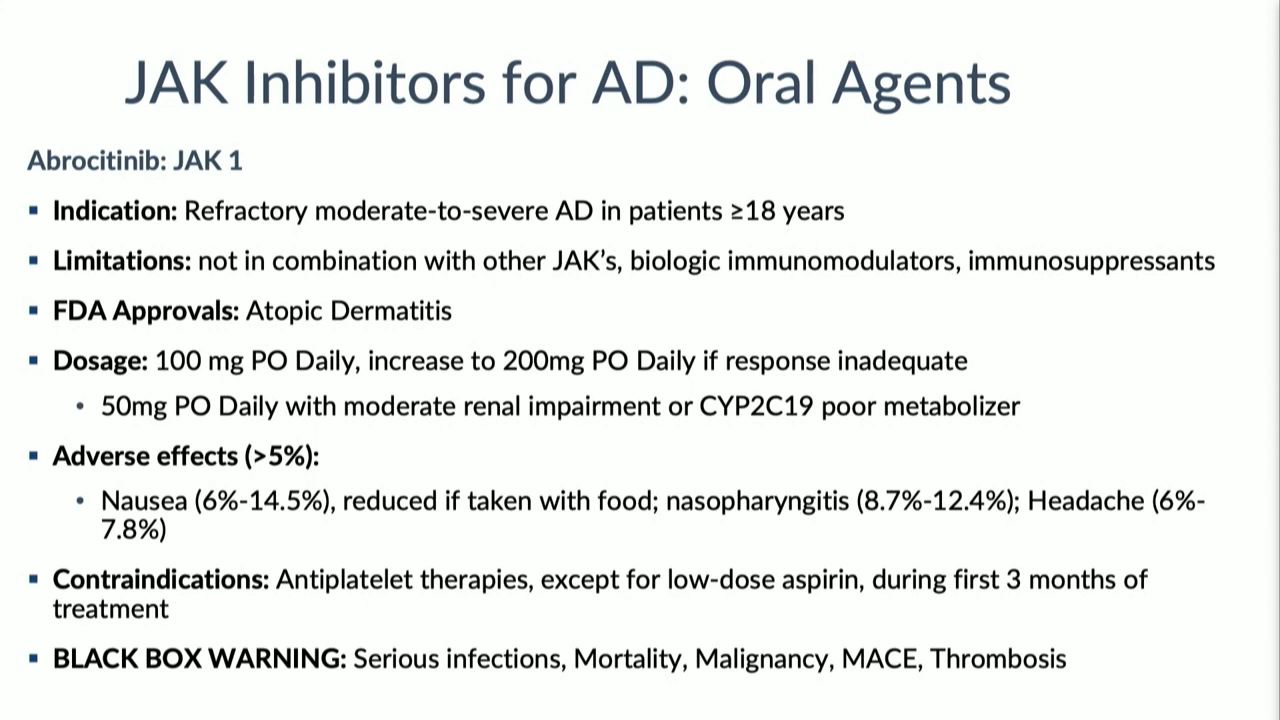 JAK Inhibitors for AD: Oral Agents
Abrocitinib: JAK 1
▪ Indication: Refractory moderate-to-severe AD in patients ≥18 years
▪ Limitations: not in combination with other JAK’s, biologic immunomodulators, immunosuppressants
▪ FDA Approvals: Atopic Dermatitis
▪ Dosage: 100 mg PO Daily, increase to 200mg PO Daily if response inadequate
• 50mg PO Daily with moderate renal impairment or CYP2C19 poor metabolizer
▪ Adverse effects (>5%):
• Nausea (6%-14.5%), reduced if taken with food; nasopharyngitis (8.7%-12.4%); Headache (6%-
7.8%)
▪ Contraindications: Antiplatelet therapies, except for low-dose aspirin, during first 3 months of
treatment
▪ BLACK BOX WARNING: Serious infections, Mortality, Malignancy, MACE, Thrombosis